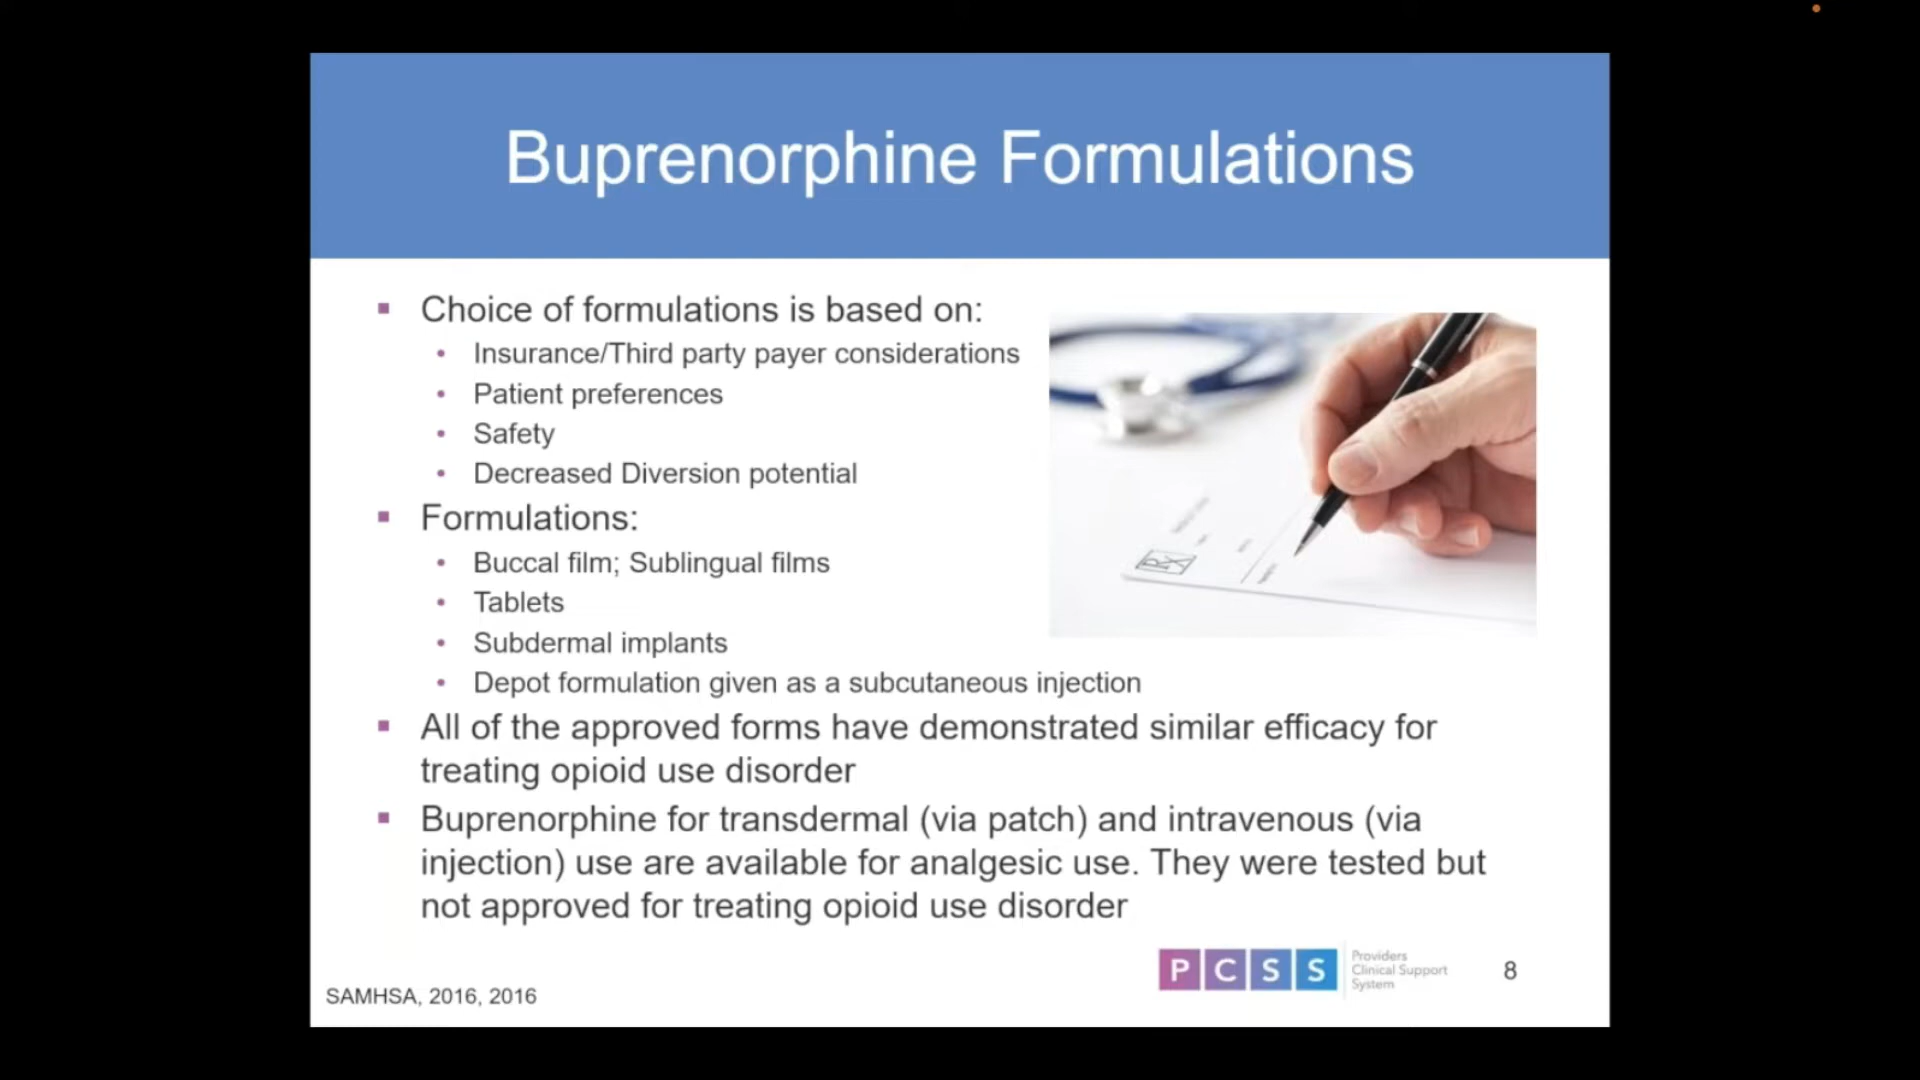 Buprenorphine Formulations
Choice of formulations is based on:
Insurance/Third party payer considerations
Patient preferences
Safety
Decreased Diversion potential
Formulations:
Buccal film; Sublingual films
Tablets
Subdermal implants
Depot formulation given as a subcutaneous injection
All of the approved forms have demonstrated similar efficacy for
treating opioid use disorder
Buprenorphine for transdermal (via patch) and intravenous (via
injection) use are available for analgesic use. They were tested but
not approved for treating opioid use disorder
Rx
PCSS
Providers
Clinical Support
System
8
SAMHSA, 2016, 2016